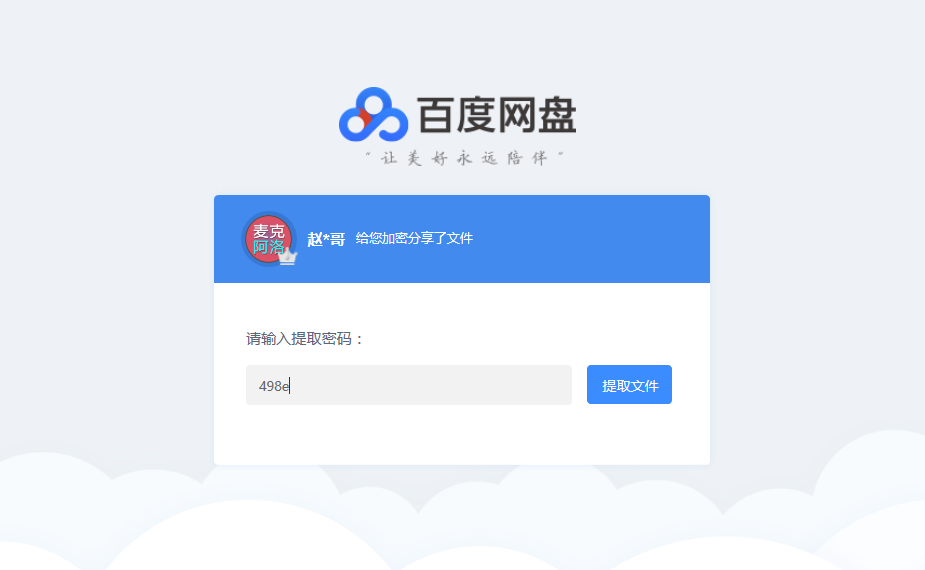 百度网盘
“让美好永远陪伴”
麦克
阿洛
赵*哥 给您加密分享了文件
请输入提取密码：
498e
提取文件